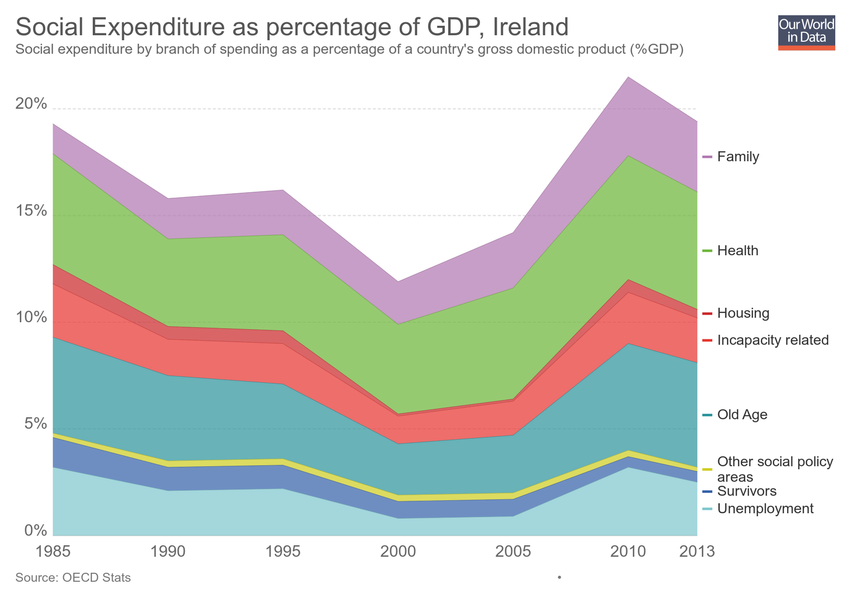 Social Expenditure as percentage of GDP, Ireland
Social expenditure by branch of spending as a percentage of a country's gross domestic product (%GDP)
Our World
in Data
20%
15%
10%
5%
0%
Family
Health
Housing
Incapacity related
Old Age
Other social policy
areas
Survivors
Unemployment
1985 1990 1995 2000 2005 2010 2013
Source: OECD Stats